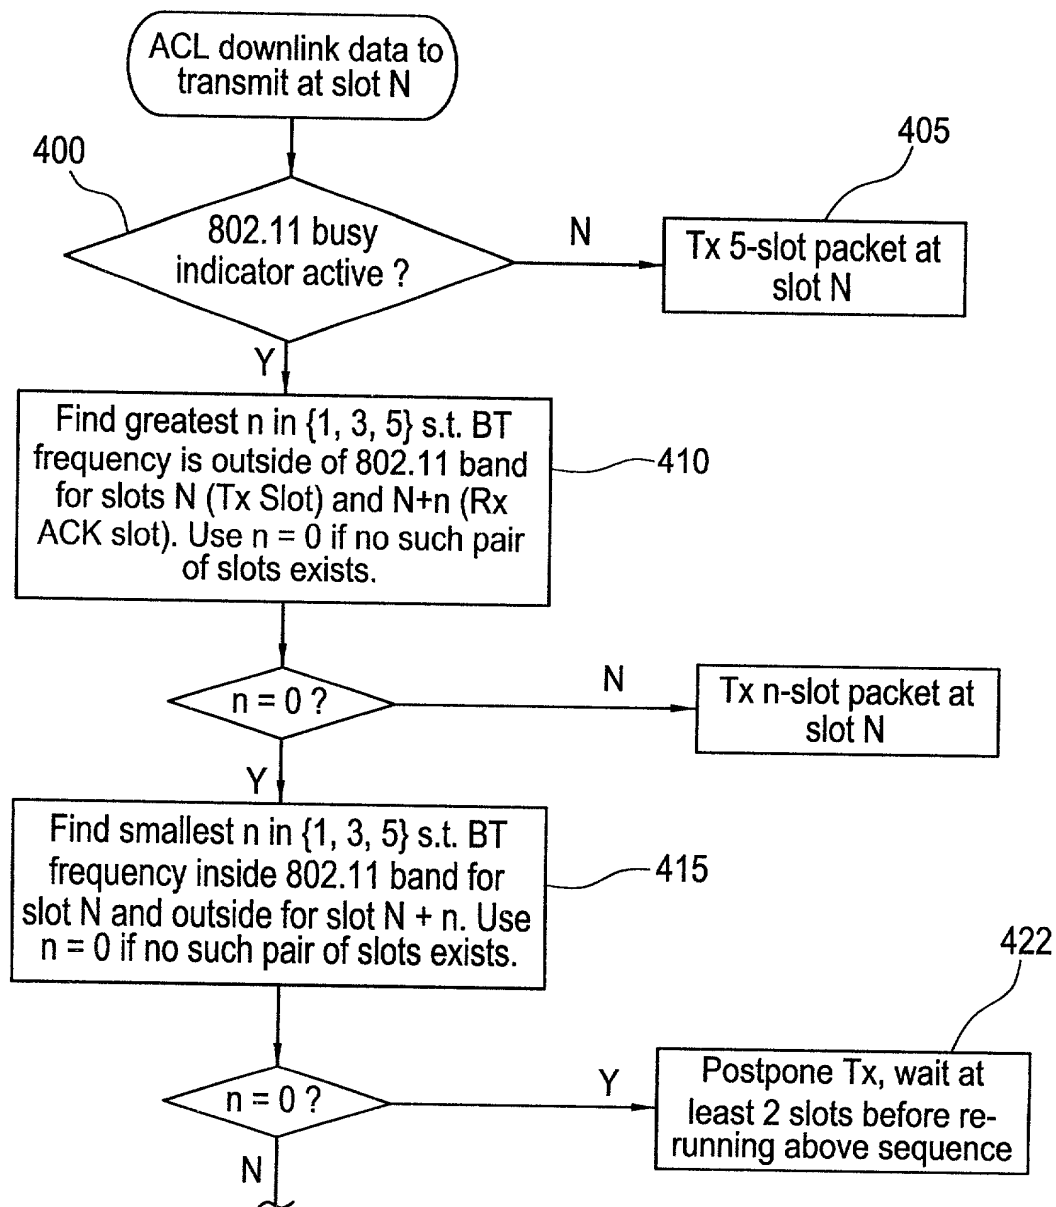 ACL downlink data to
transmit at slot N
400
405
802.11 busy
indicator active ?
N
Tx 5-slot packet at
slot N
Y
Find greatest n in {1, 3, 5} s.t. BT
frequency is outside of 802.11 band
for slots N (Tx Slot) and N+n (Rx
ACK slot). Use n = 0 if no such pair
of slots exists.
410
n = 0 ?
N
Tx n-slot packet at
slot N
Y
Find smallest n in {1, 3, 5} s.t. BT
frequency inside 802.11 band for
slot N and outside for slot N + n. Use
n = 0 if no such pair of slots exists.
415
422
n = 0 ?
Y
Postpone Tx, wait at
least 2 slots before re-
running above sequence
N